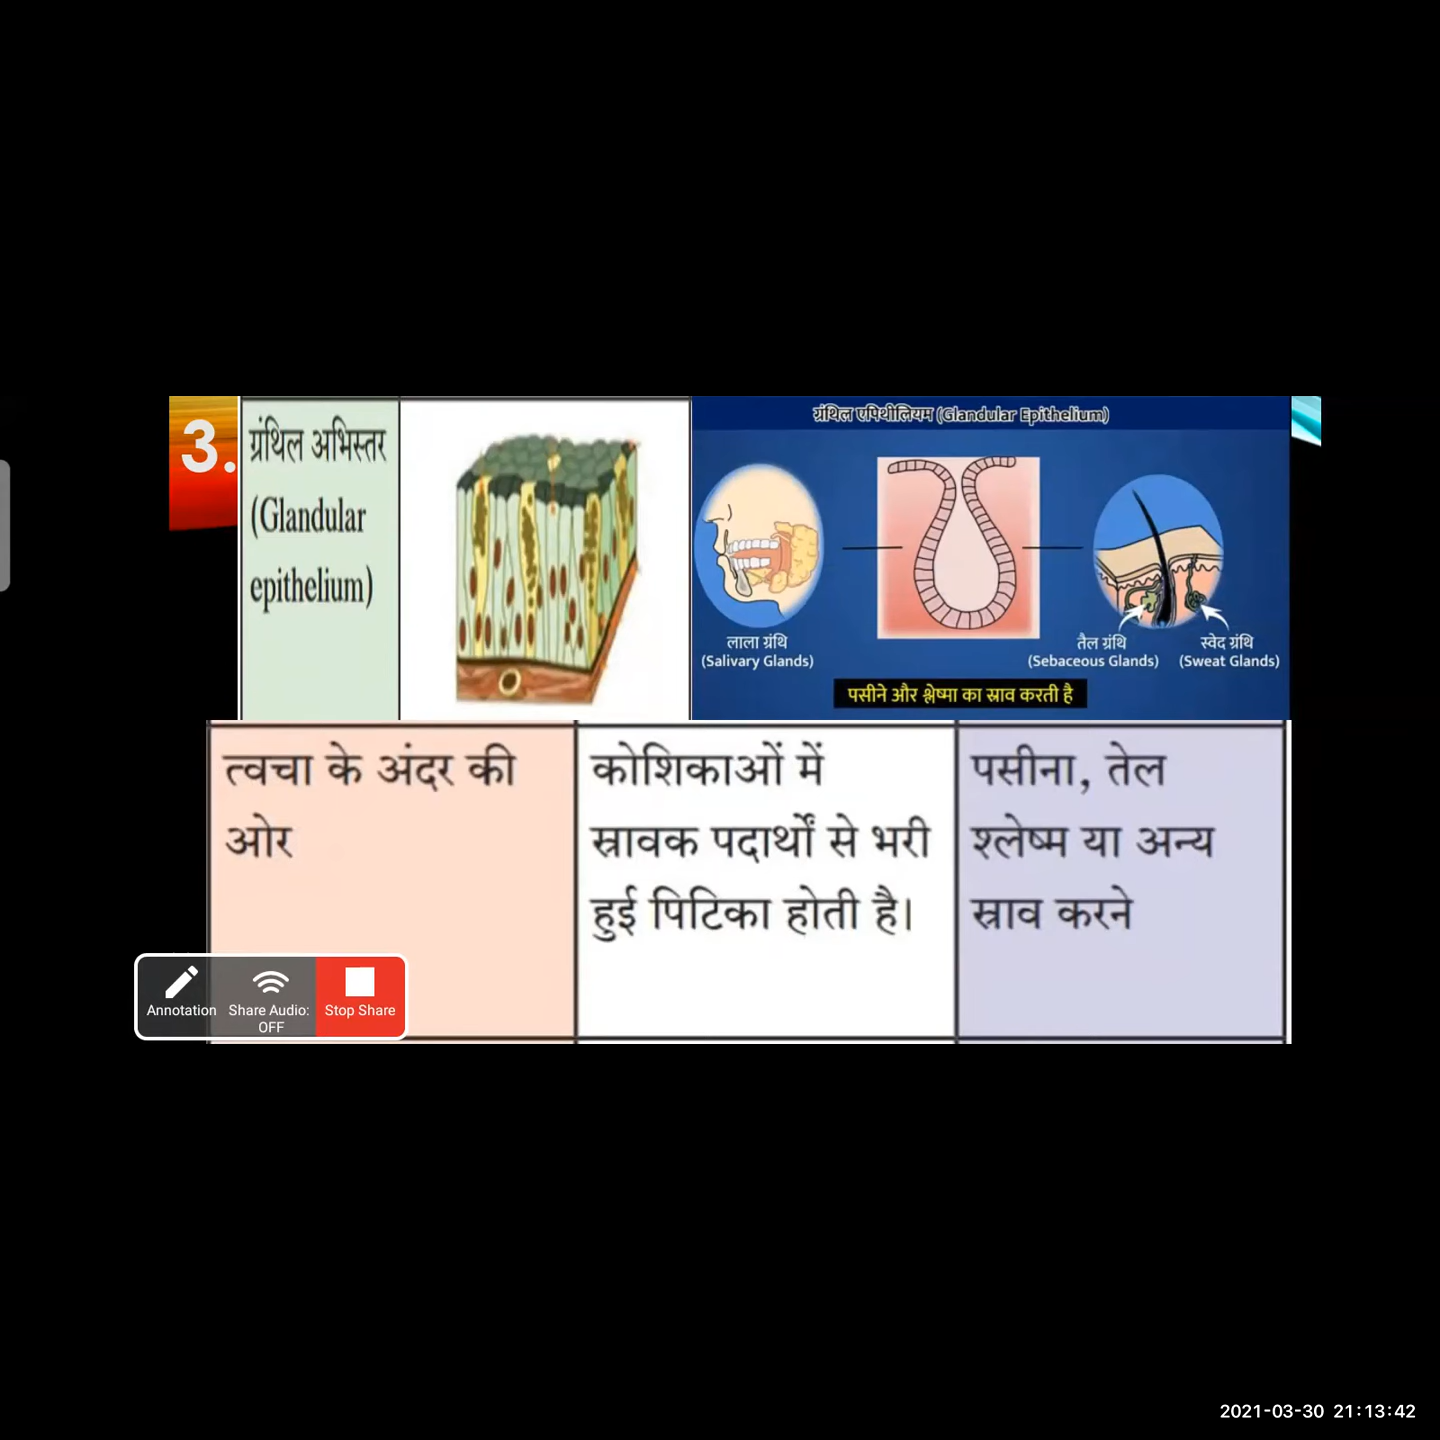 3.
ग्रंथिल अभिस्तर
(Glandular
epithelium)
ग्रंथिल एपिथीलियम (Glandular Epithelium)
लाला ग्रंथि
(Salivary Glands)
तैल ग्रंथि
(Sebaceous Glands)
स्वेद ग्रंथि
(Sweat Glands)
पसीने और श्लेष्मा का स्राव करती है
त्वचा के अंदर की
ओर
कोशिकाओं में
स्रावक पदार्थों से भरी
हुई पिटिका होती है।
पसीना, तेल
श्लेष्म या अन्य
स्राव करने
Annotation
Share Audio:
OFF
Stop Share
2021-03-30 21:13:42